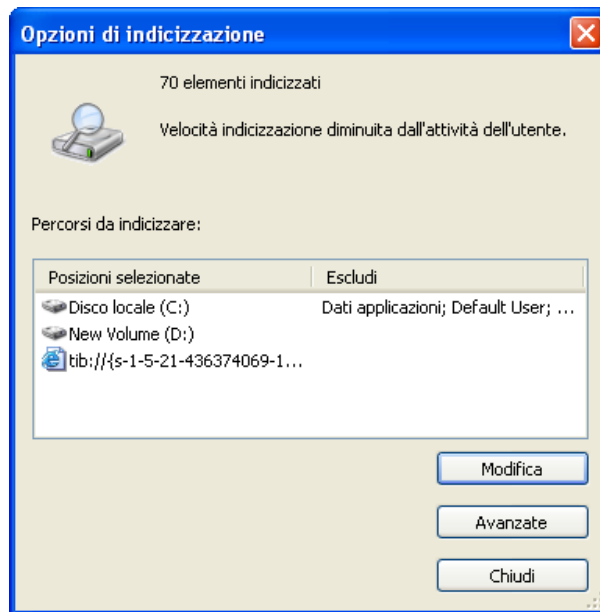 Opzioni di indicizzazione
70 elementi indicizzati
Velocità indicizzazione diminuita dall'attività dell'utente.
Percorsi da indicizzare:
Posizioni selezionate Escludi
Disco locale (C:) Dati applicazioni; Default User; ...
New Volume (D:)
tib://{s-1-5-21-436374069-1...
Modifica
Avanzate
Chiudi